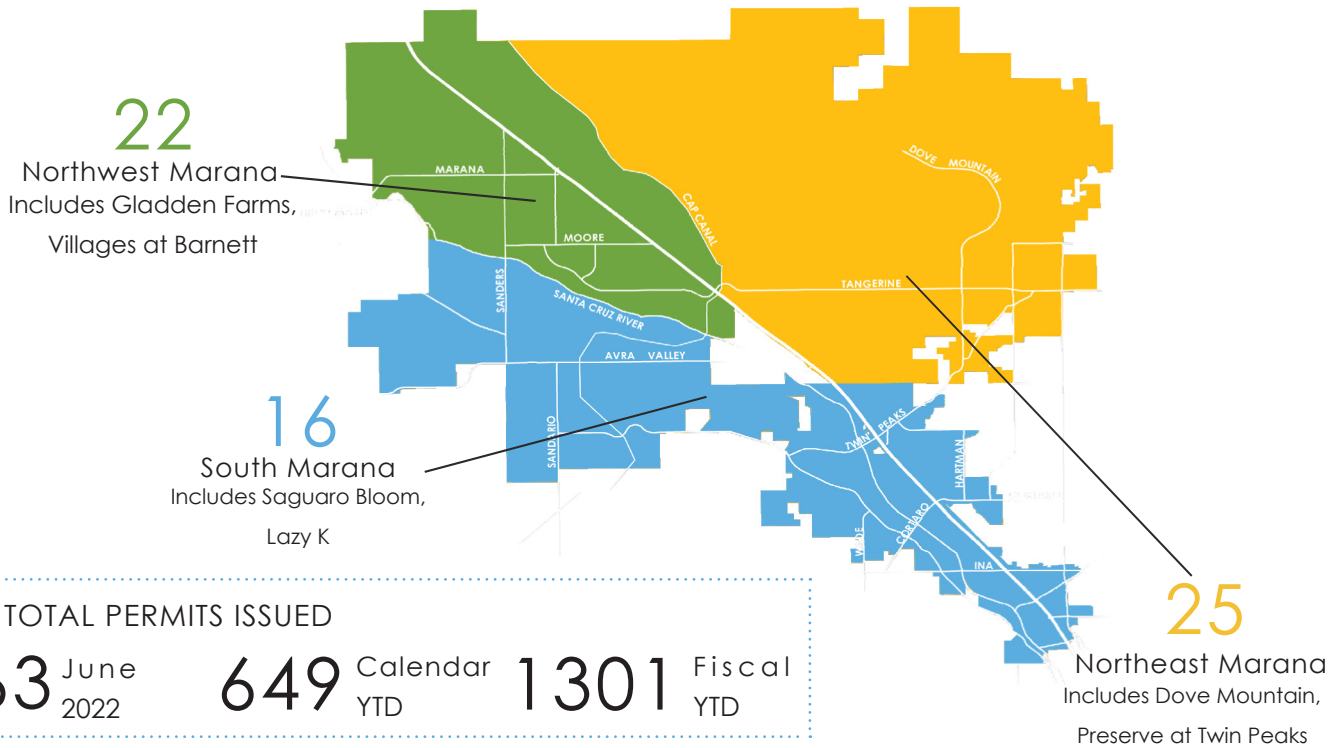 22
Northwest Marana
Includes Gladden Farms,
Villages at Barnett
MARANA
MOORE
SANDERS
CAP CANAL
DOVE MOUNTAIN
TANGERINE
SANTA CRUZ RIVER
AVRA VALLEY
SANDARIO
TWIN PEAKS
HARTMAN
CORTARO
WADE
INA
16
South Marana
Includes Saguaro Bloom,
Lazy K
25
Northeast Marana
Includes Dove Mountain,
Preserve at Twin Peaks
TOTAL PERMITS ISSUED
63 June 2022
649 Calendar YTD
1301 Fiscal YTD